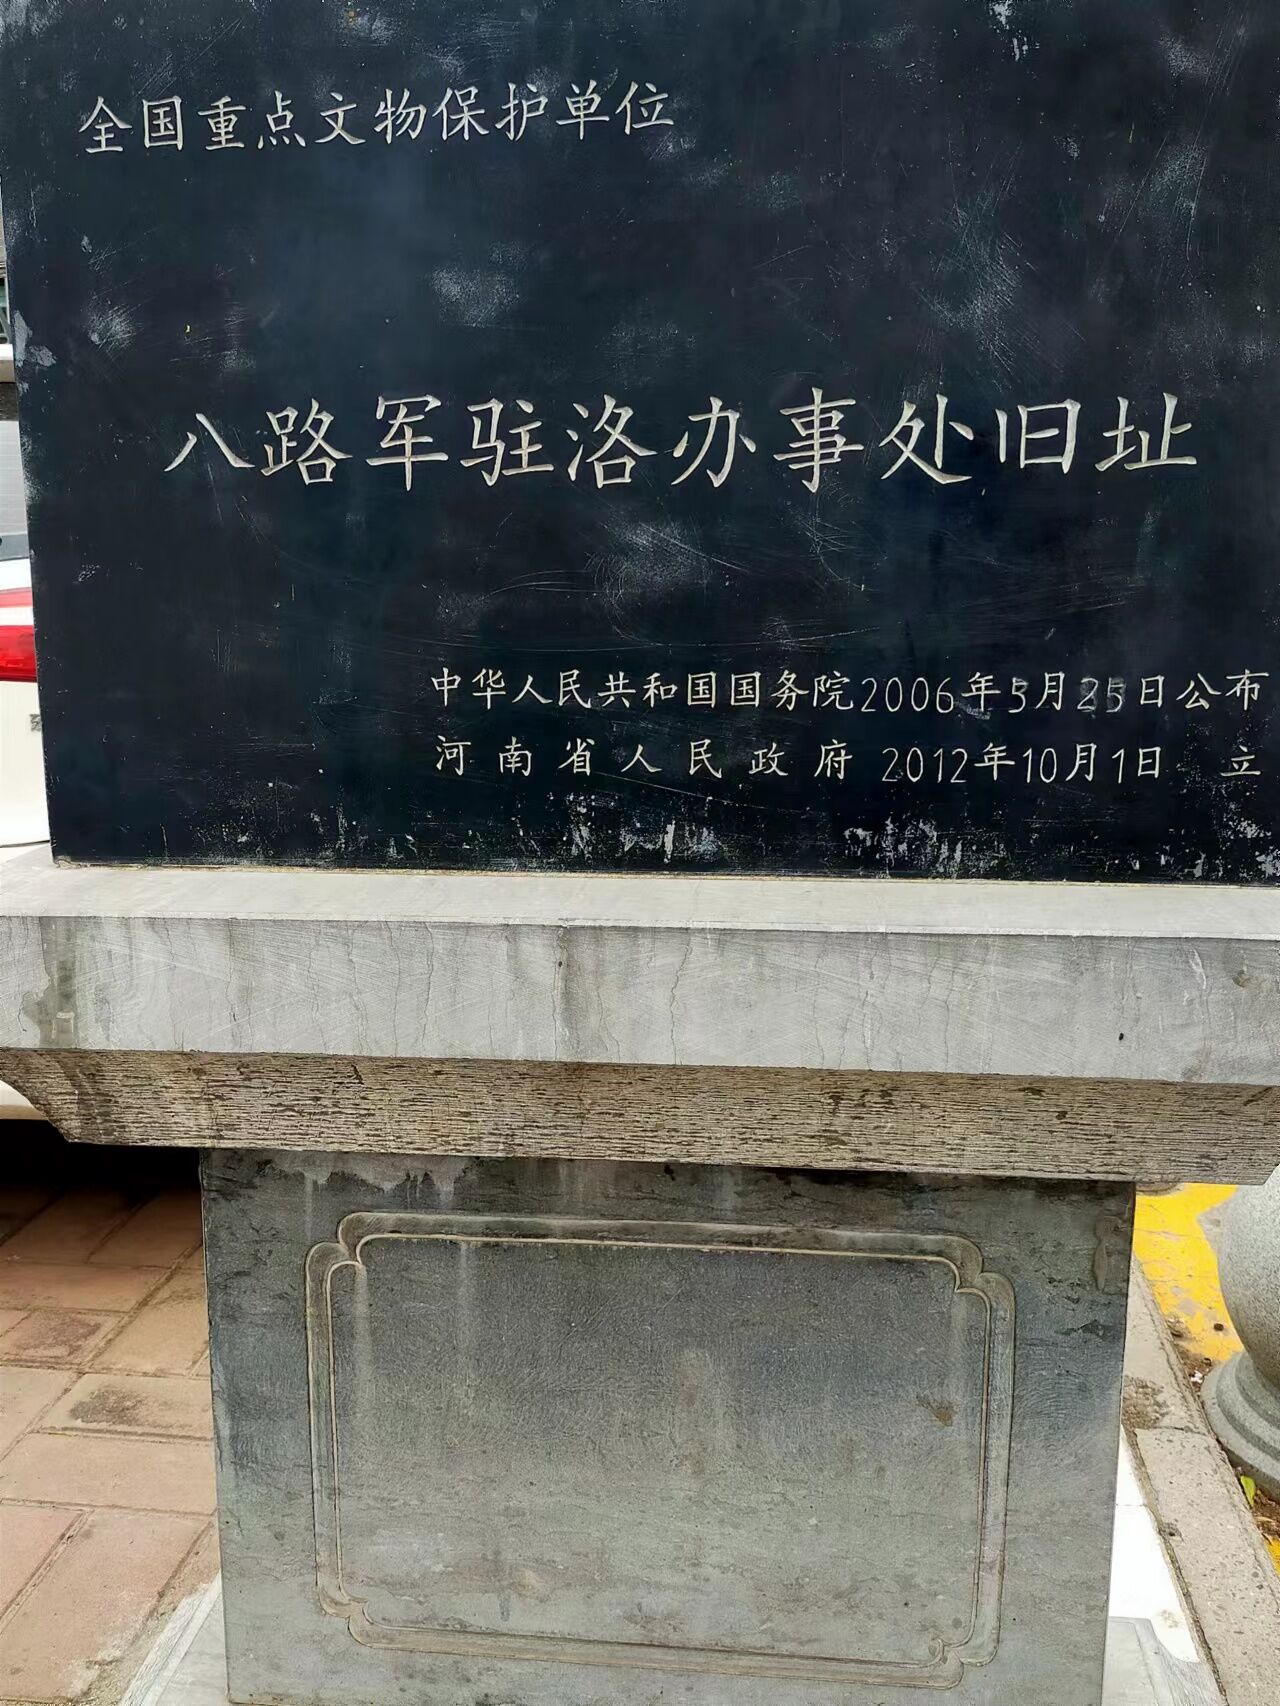 全国重点文物保护单位
八路军驻洛办事处旧址
中华人民共和国国务院2006年5月25日公布
河南省人民政府 2012年10月1日 立